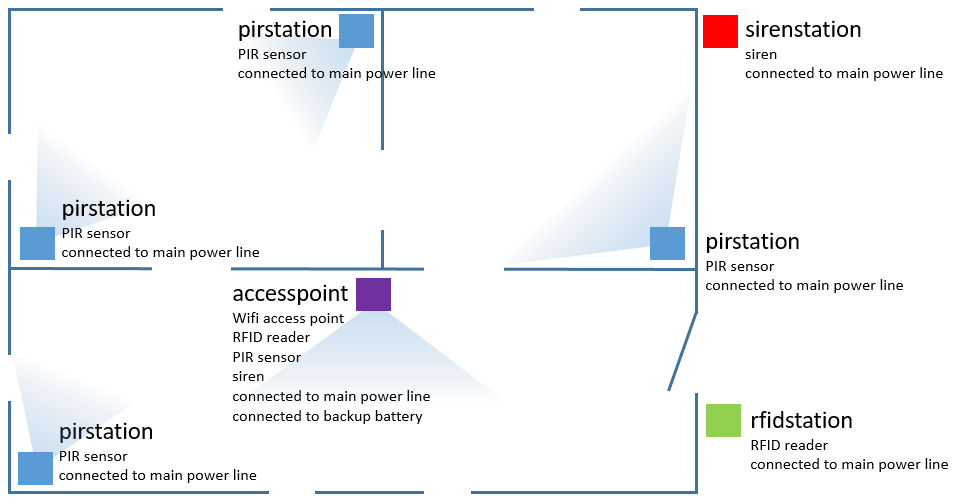 pirstation
PIR sensor
connected to main power line
sirenstation
siren
connected to main power line
pirstation
PIR sensor
connected to main power line
pirstation
PIR sensor
connected to main power line
accesspoint
Wifi access point
RFID reader
PIR sensor
siren
connected to main power line
connected to backup battery
pirstation
PIR sensor
connected to main power line
rfidstation
RFID reader
connected to main power line